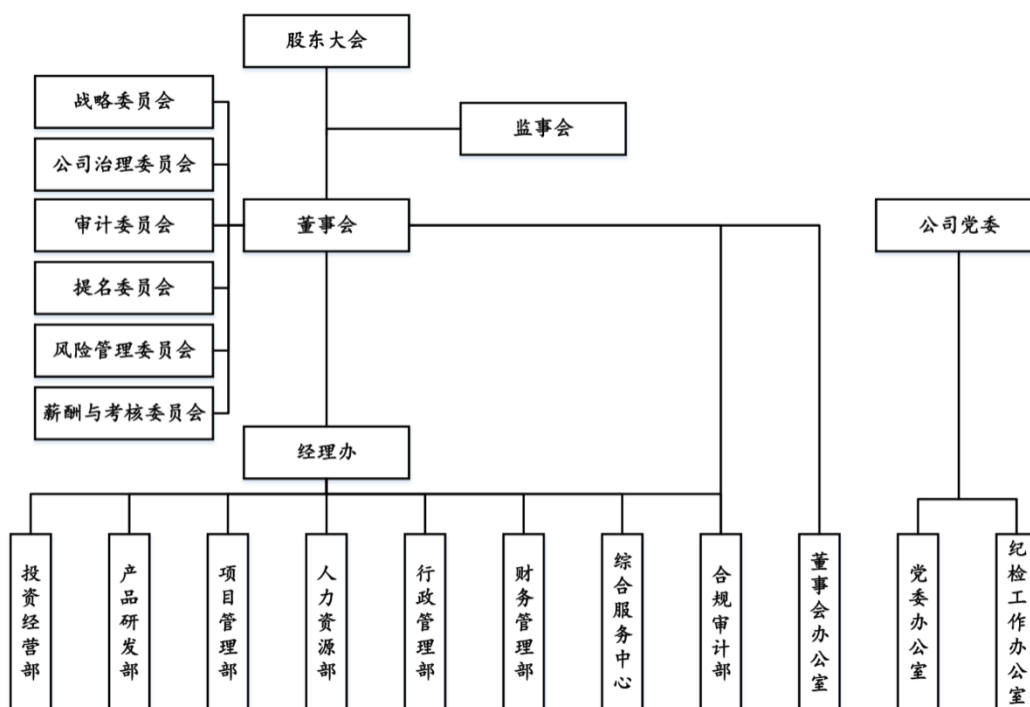 股东大会
战略委员会
监事会
公司治理委员会
审计委员会
董事会
公司党委
提名委员会
风险管理委员会
薪酬与考核委员会
经理办
投资经营部
产品研发部
项目管理部
人力资源部
行政管理部
财务管理部
综合服务中心
合规审计部
董事会办公室
党委办公室
纪检工作办公室